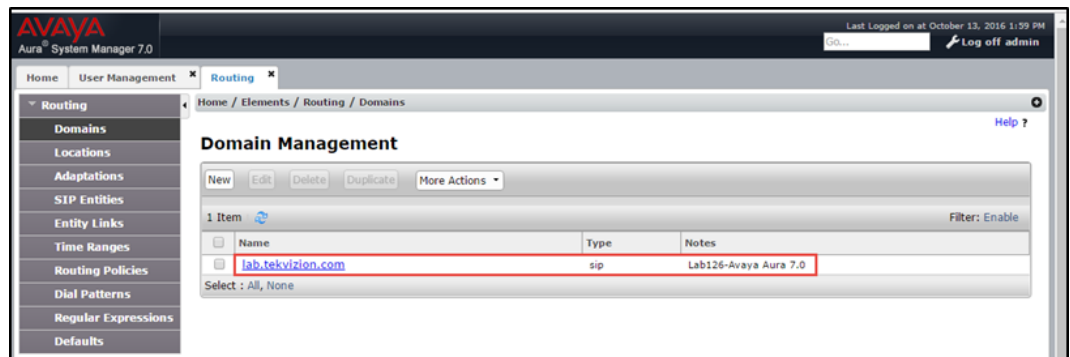 AVAYA
Aura® System Manager 7.0
Last Logged on at October 13, 2016 1:59 PM
Go...
Log off admin
Home
User Management ×
Routing ×
Routing
Domains
Locations
Adaptations
SIP Entities
Entity Links
Time Ranges
Routing Policies
Dial Patterns
Regular Expressions
Defaults
Home / Elements / Routing / Domains
Help ?
Domain Management
New Edit Delete Duplicate More Actions
1 Item
Filter: Enable
Name Type Notes
lab.tekvizion.com sip Lab126-Avaya Aura 7.0
Select : All, None